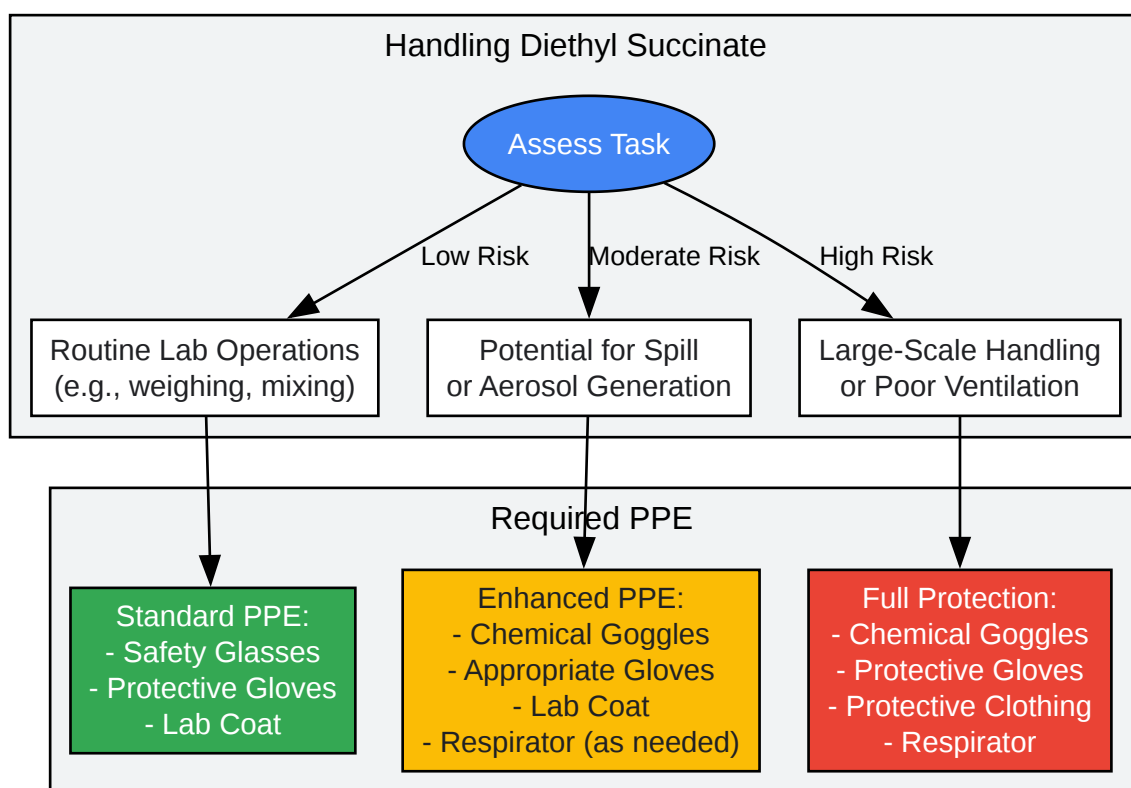 Handling Diethyl Succinate
Assess Task
Low Risk
Moderate Risk
High Risk
Routine Lab Operations
(e.g., weighing, mixing)
Potential for Spill
or Aerosol Generation
Large-Scale Handling
or Poor Ventilation
Required PPE
Standard PPE:
- Safety Glasses
- Protective Gloves
- Lab Coat
Enhanced PPE:
- Chemical Goggles
- Appropriate Gloves
- Lab Coat
- Respirator (as needed)
Full Protection:
- Chemical Goggles
- Protective Gloves
- Protective Clothing
- Respirator